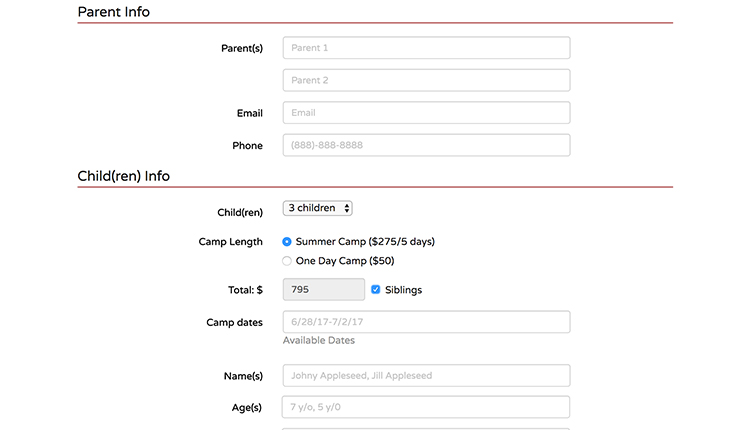 Parent Info
Parent(s) Parent 1
Parent 2
Email Email
Phone (888)-888-8888
Child(ren) Info
Child(ren) 3 children
Camp Length Summer Camp ($275/5 days)
One Day Camp ($50)
Total: $ 795 Siblings
Camp dates 6/28/17-7/2/17
Available Dates
Name(s) Johny Appleseed, Jill Appleseed
Age(s) 7 y/o, 5 y/0